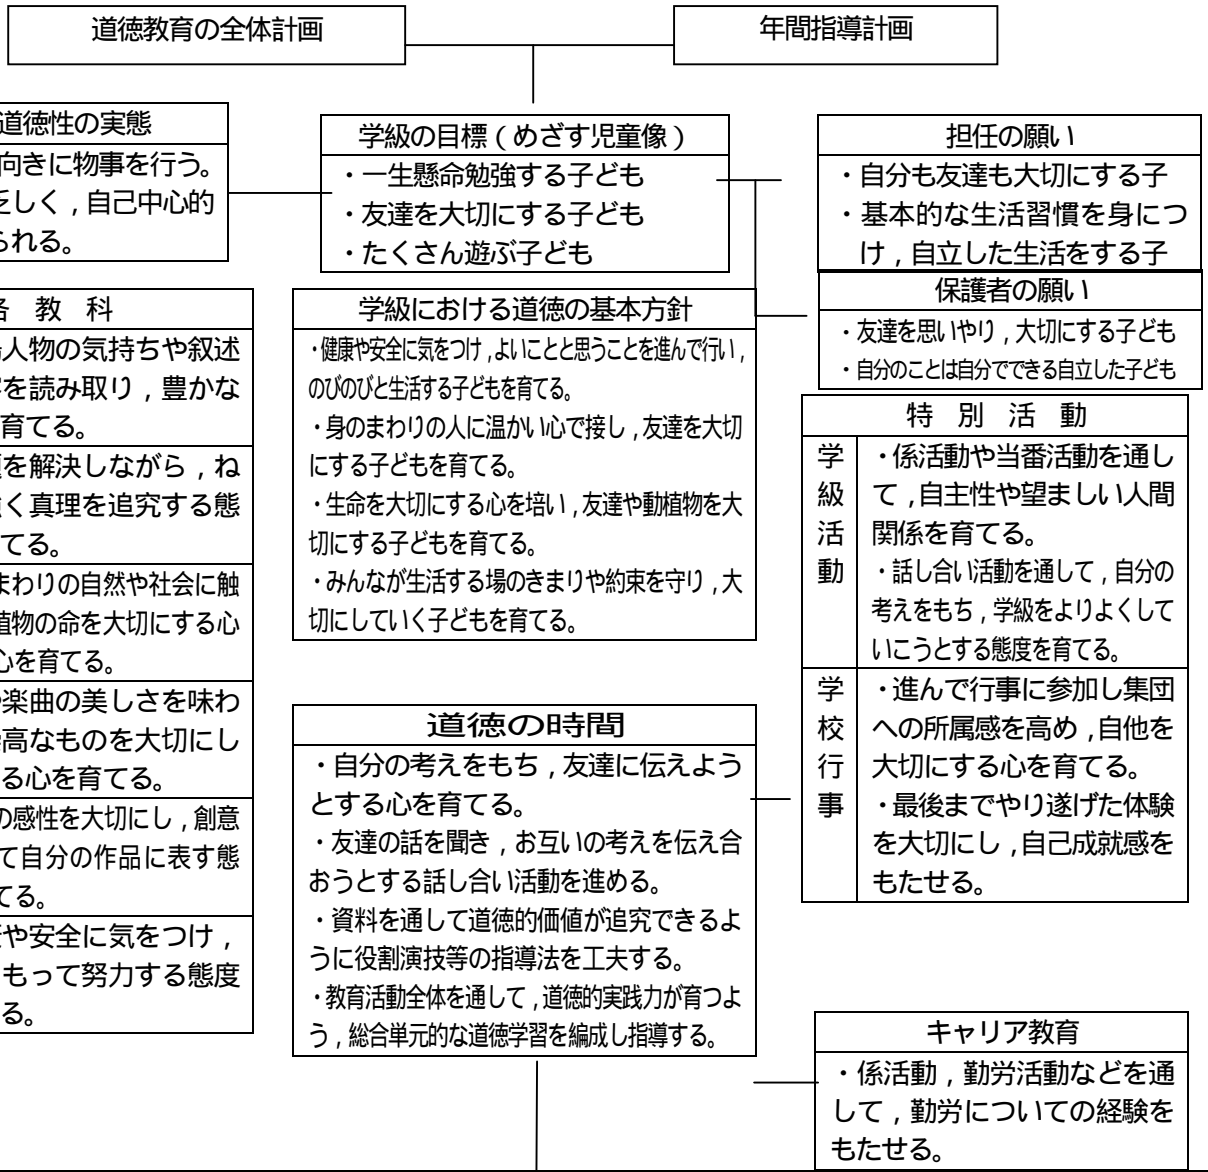 道徳教育の全体計画
年間指導計画
道徳性の実態
向きに物事を行う。
乏しく，自己中心的
られる。
学級の目標（めざす児童像）
・一生懸命勉強する子ども
・友達を大切にする子ども
・たくさん遊ぶ子ども
担任の願い
・自分も友達も大切にする子
・基本的な生活習慣を身につ
け，自立した生活をする子
保護者の願い
・友達を思いやり，大切にする子ども
・自分のことは自分でできる自立した子ども
各 教 科
人物の気持ちや叙述
を読み取り，豊かな
育てる。
を解決しながら，ね
く真理を追究する態
てる。
まわりの自然や社会に触
植物の命を大切にする心
心を育てる。
や楽曲の美しさを味わ
高なものを大切にし
る心を育てる。
の感性を大切にし，創意
て自分の作品に表す態
てる。
や安全に気をつけ，
もって努力する態度
る。
学級における道徳の基本方針
・健康や安全に気をつけ，よいことと思うことを進んで行い，
のびのびと生活する子どもを育てる。
・身のまわりの人に温かい心で接し，友達を大切
にする子どもを育てる。
・生命を大切にする心を培い，友達や動植物を大
切にする子どもを育てる。
・みんなが生活する場のきまりや約束を守り，大
切にしていく子どもを育てる。
道徳の時間
・自分の考えをもち，友達に伝えよう
とする心を育てる。
・友達の話を聞き，お互いの考えを伝え合
おうとする話し合い活動を進める。
・資料を通して道徳的価値が追究できるよ
うに役割演技等の指導法を工夫する。
・教育活動全体を通して，道徳的実践力が育つよ
う，総合単元的な道徳学習を編成し指導する。
特 別 活 動
学級活動
・係活動や当番活動を通し
て，自主性や望ましい人間
関係を育てる。
・話し合い活動を通して，自分の
考えをもち，学級をよりよくして
いこうとする態度を育てる。
学校行事
・進んで行事に参加し集団
への所属感を高め，自他を
大切にする心を育てる。
・最後までやり遂げた体験
を大切にし，自己成就感を
もたせる。
キャリア教育
・係活動，勤労活動などを通
して，勤労についての経験を
もたせる。